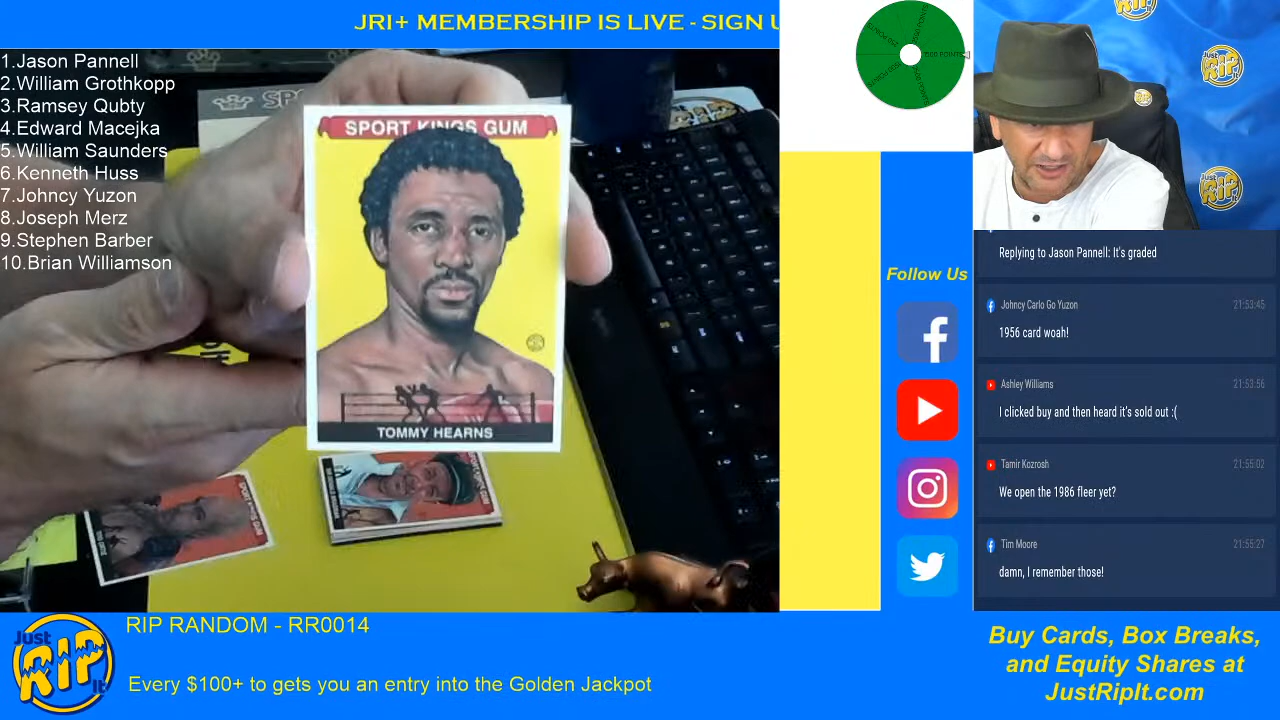 JRI+ MEMBERSHIP IS LIVE - SIGN U
1.Jason Pannell
2.William Grothkopp
3.Ramsey Qubty
4.Edward Macejka
5.William Saunders
6.Kenneth Huss
7.Johncy Yuzon
8.Joseph Merz
9.Stephen Barber
10.Brian Williamson
SPORT KINGS GUM
TOMMY HEARNS
SPORT KINGS GUM
Follow Us
Replying to Jason Pannell: It's graded
Johncy Carlo Go Yuzon 21:53:45
1956 card woah!
Ashley Williams 21:53:56
I clicked buy and then heard it's sold out :(
Tamir Kozrosh 21:55:02
We open the 1986 fleer yet?
Tim Moore 21:55:27
damn, I remember those!
Just
RIP
It
RIP RANDOM - RR0014
Every $100+ to gets you an entry into the Golden Jackpot
Buy Cards, Box Breaks,
and Equity Shares at
JustRipIt.com